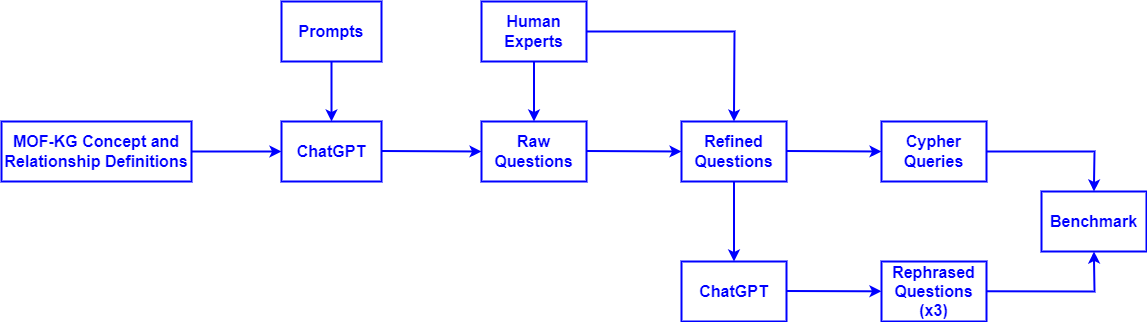 Prompts
Human
Experts
MOF-KG Concept and
Relationship Definitions
ChatGPT
Raw
Questions
Refined
Questions
Cypher
Queries
Benchmark
ChatGPT
Rephrased
Questions
(x3)